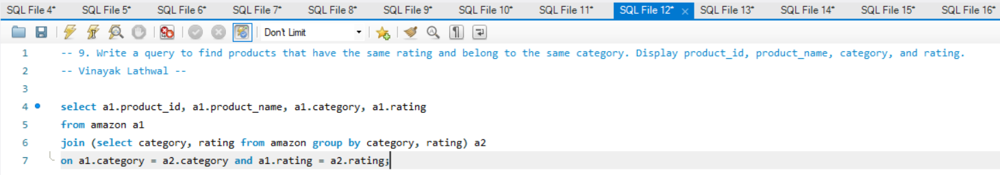 SQL File 4* SQL File 5* SQL File 6* SQL File 7* SQL File 8* SQL File 9* SQL File 10* SQL File 11* SQL File 12* SQL File 13* SQL File 14* SQL File 15* SQL File 16*
Don't Limit
1 -- 9. Write a query to find products that have the same rating and belong to the same category. Display product_id, product_name, category, and rating.
2 -- Vinayak Lathwal --
3
4 select a1.product_id, a1.product_name, a1.category, a1.rating
5 from amazon a1
6 join (select category, rating from amazon group by category, rating) a2
7 on a1.category = a2.category and a1.rating = a2.rating;